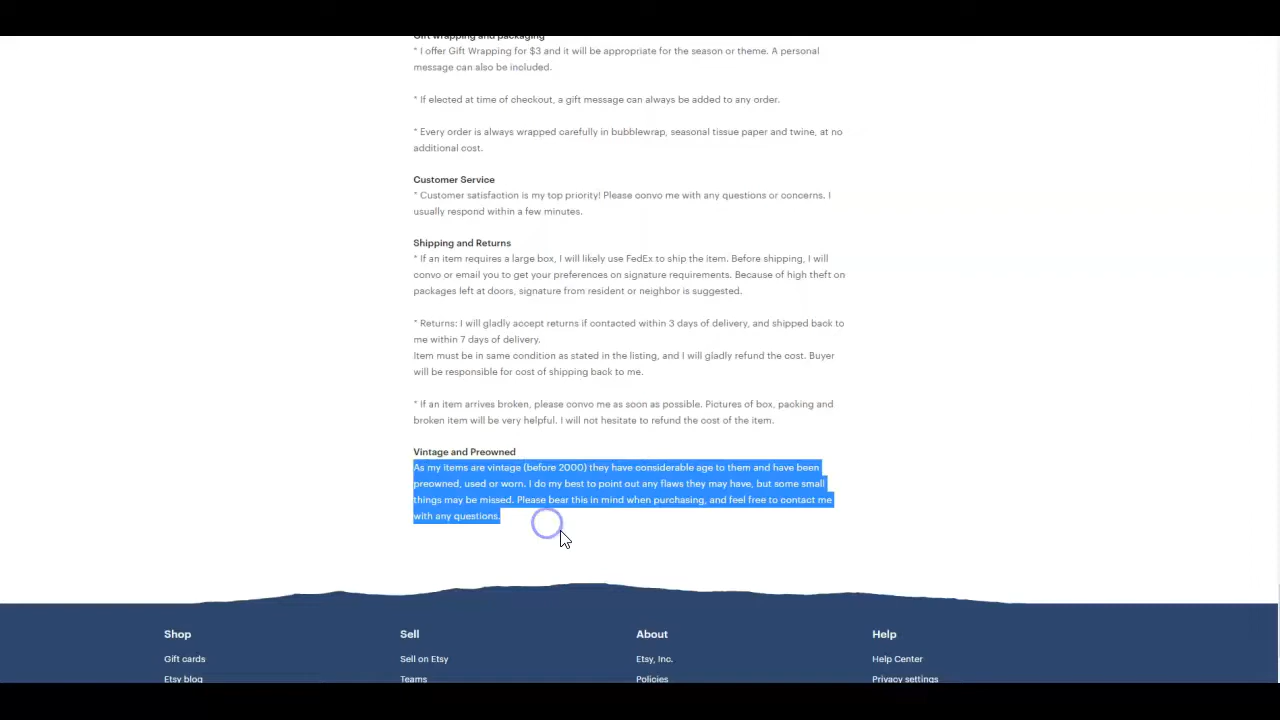 Gift wrapping and packaging
* I offer Gift Wrapping for $3 and it will be appropriate for the season or theme. A personal
message can also be included.
* If elected at time of checkout, a gift message can always be added to any order.
* Every order is always wrapped carefully in bubblewrap, seasonal tissue paper and twine, at no
additional cost.
Customer Service
* Customer satisfaction is my top priority! Please convo me with any questions or concerns. I
usually respond within a few minutes.
Shipping and Returns
* If an item requires a large box, I will likely use FedEx to ship the item. Before shipping, I will
convo or email you to get your preferences on signature requirements. Because of high theft on
packages left at doors, signature from resident or neighbor is suggested.
* Returns: I will gladly accept returns if contacted within 3 days of delivery, and shipped back to
me within 7 days of delivery.
Item must be in same condition as stated in the listing, and I will gladly refund the cost. Buyer
will be responsible for cost of shipping back to me.
* If an item arrives broken, please convo me as soon as possible. Pictures of box, packing and
broken item will be very helpful. I will not hesitate to refund the cost of the item.
Vintage and Preowned
As my items are vintage (before 2000) they have considerable age to them and have been
preowned, used or worn. I do my best to point out any flaws they may have, but some small
things may be missed. Please bear this in mind when purchasing, and feel free to contact me
with any questions.
Shop Sell About Help
Gift cards Sell on Etsy Etsy, Inc. Help Center
Etsy blog Teams Policies Privacy settings